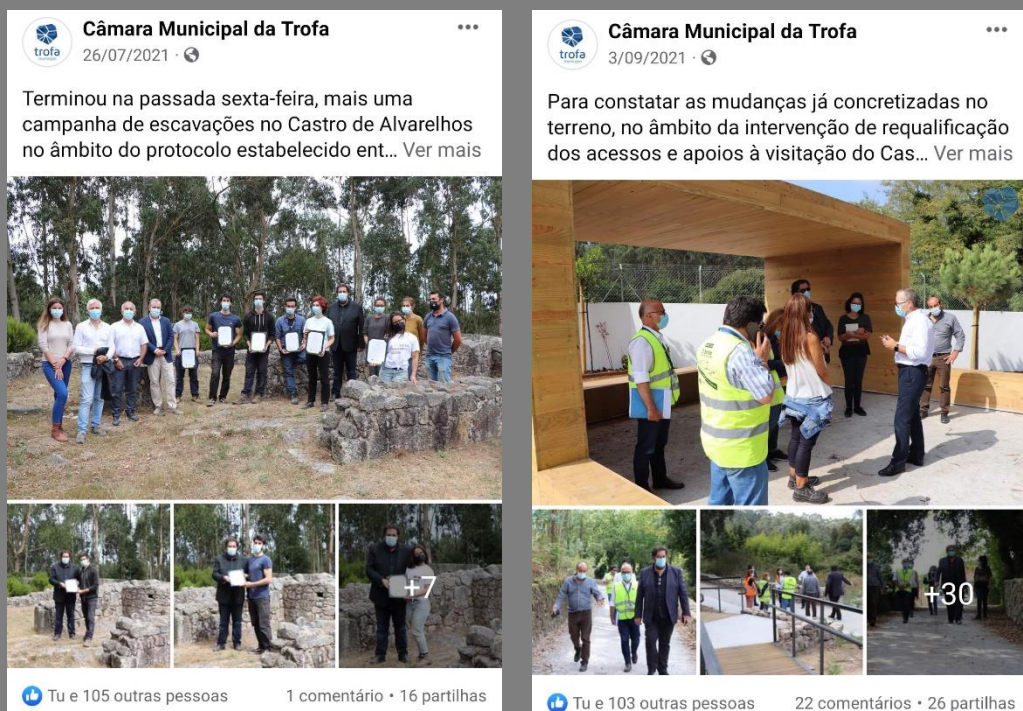 trofa
Câmara Municipal da Trofa
26/07/2021
Terminou na passada sexta-feira, mais uma
campanha de escavações no Castro de Alvarelhos
no âmbito do protocolo estabelecido ent... Ver mais
+7
Tu e 105 outras pessoas
1 comentário • 16 partilhas
trofa
Câmara Municipal da Trofa
3/09/2021
Para constatar as mudanças já concretizadas no
terreno, no âmbito da intervenção de requalificação
dos acessos e apoios à visitação do Cas... Ver mais
+30
Tu e 103 outras pessoas
22 comentários • 26 partilhas